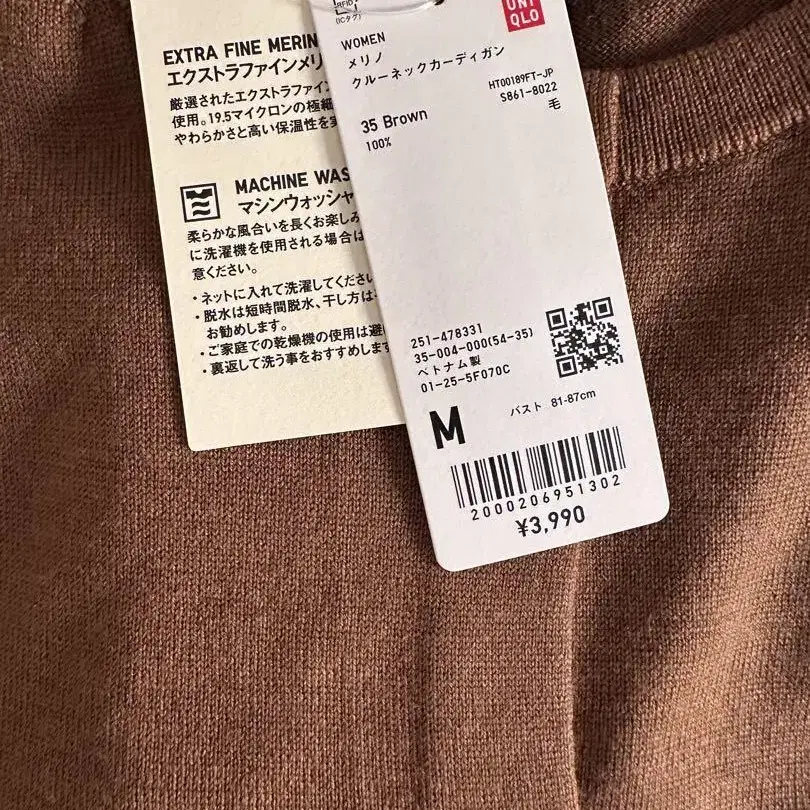 EXTRA FINE MERIN
エクストラファインメリ
厳選されたエクストラファイン
使用。19.5マイクロンの極細
やわらかさと高い保温性を実
MACHINE WAS
マシンウォッシャ
柔らかな風合いを長くお楽しみ
に洗濯機を使用される場合は
意ください。
・ネットに入れて洗濯してくださ
・脱水は短時間脱水、干し方は
お勧めします。
・ご家庭での乾燥機の使用は避
・裏返して洗う事をおすすめします
RFID
(ICタグ)
UNI
QLO
WOMEN
メリノ
クルーネックカーディガン
HT00189FT-JP
S861-8022
35 Brown
毛
100%
251-478331
35-004-000(54-35)
ベトナム製
01-25-5F070C
M
バスト 81-87cm
2000206951302
¥3,990